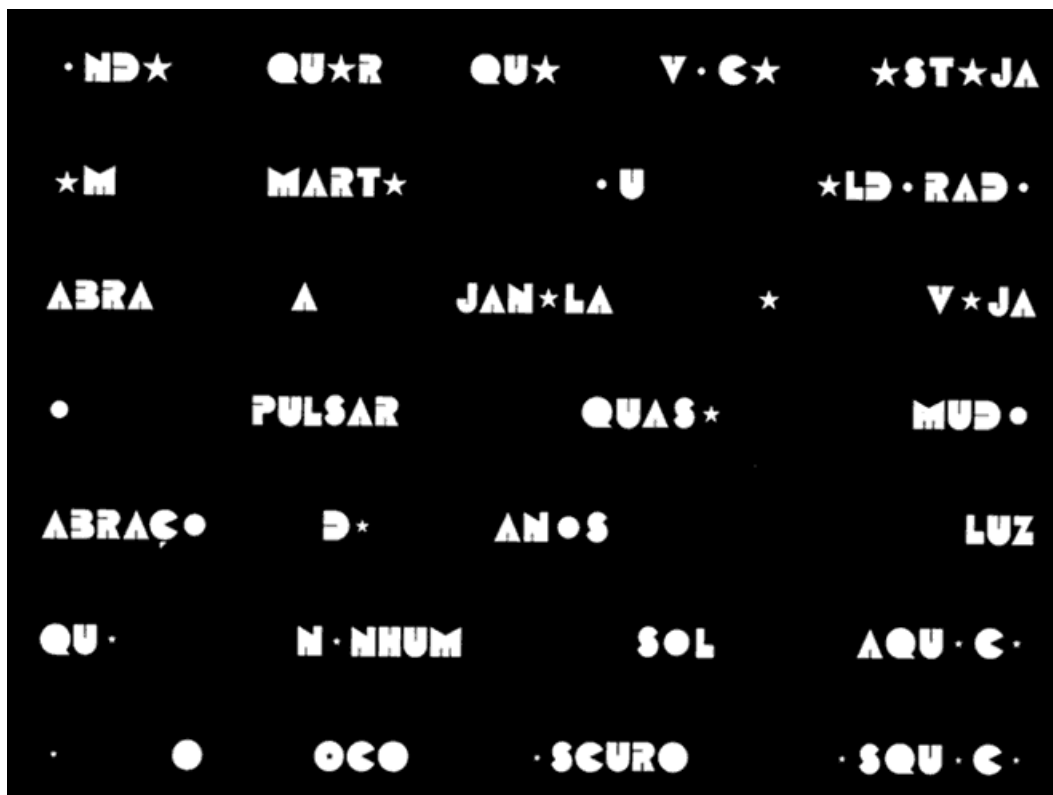 •ND★ QU★R QU★ V•C★ ★ST★JA
★M MART★ •U ★LD•RAD•
ABRA A JAN★LA ★ V★JA
● PULSAR QUAS★ MUD●
ABRAÇ● D★ AN●S LUZ
QU★ N★NHUM S●L AQU★C★
★ ● ●C● ★SCUR● ★SQU★C★